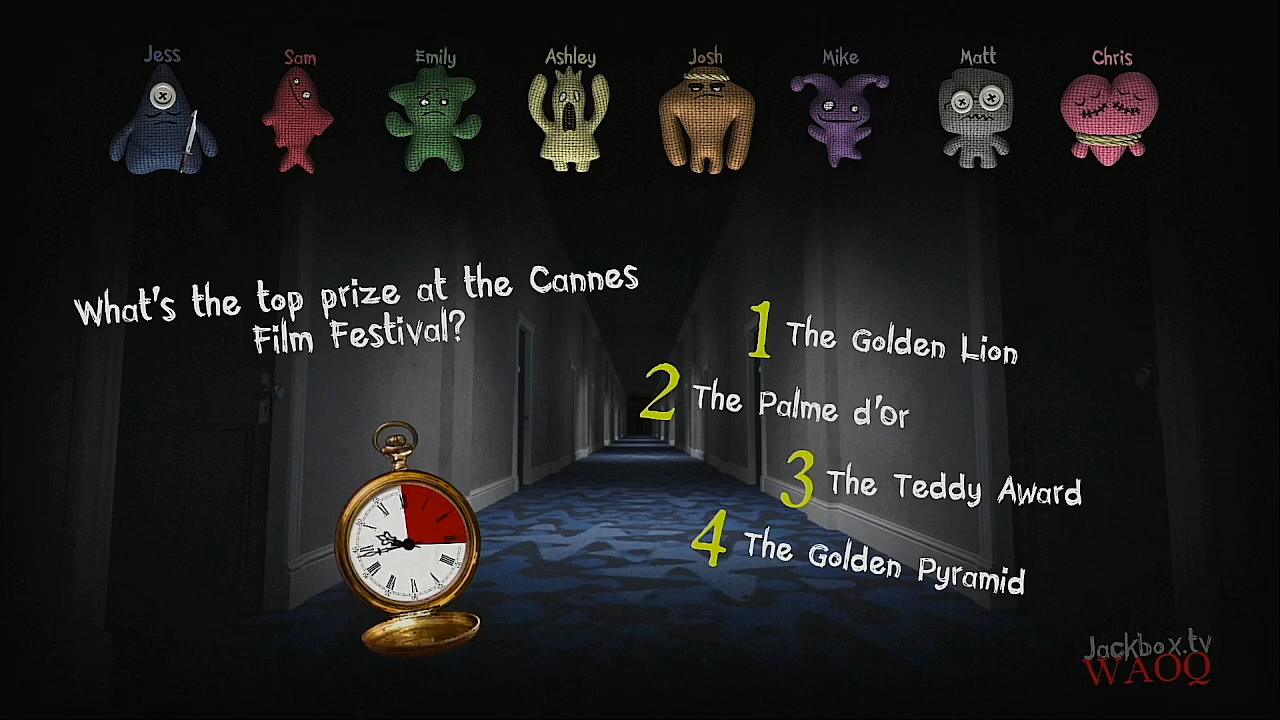 Jess
Sam
Emily
Ashley
Josh
Mike
Matt
Chris
What's the top prize at the Cannes
Film Festival?
1 The Golden Lion
2 The Palme d'or
3 The Teddy Award
4 The Golden Pyramid
Jackbox.tv
WAOQ